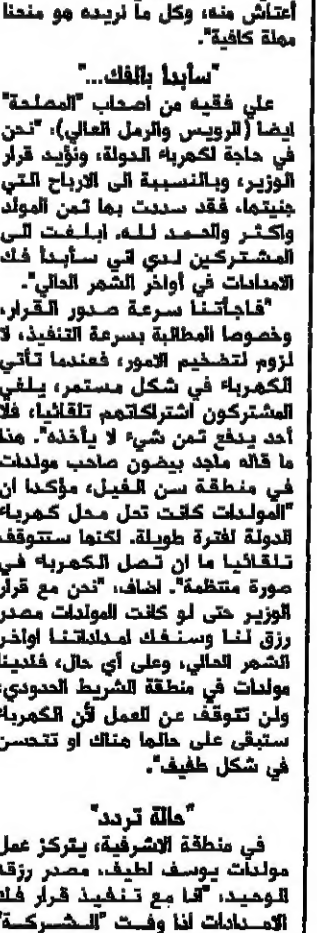 أعتاش منه، وكل ما نريده هو منحنا
مهلة كافية".
"سأبدأ بالفك..."
علي فقيه من أصحاب "المصلحة"
ايضا (الرويس والرمل العالي): "نحن
في حاجة لكهرباء الدولة، ونؤيد قرار
الوزير، وبالنسبية الى الارباح التي
جنيتها، فقد سددت بها ثمن المولد
واكثر والحمد لله. ابلغت الى
المشتركين لدي اني سأبدأ فك
الامدادات في أواخر الشهر الحالي".
"فاجأتنا سرعة صدور القرار،
وخصوصا المطالبة بسرعة التنفيذ، لا
لزوم لتضخيم الامور، فعندما تأتي
الكهرباء في شكل مستمر، يلغي
المشتركون اشتراكاتهم تلقائيا، فلا
أحد يدفع ثمن شيء لا يأخذه". هذا
ما قاله ماجد بيضون صاحب مولدات
في منطقة سن الفيل، مؤكدا ان
"المولدات كانت تحل محل كهرباء
الدولة لفترة طويلة. لكنها ستتوقف
تلقائيا ما ان تصل الكهرباء في
صورة منتظمة". اضاف: "نحن مع قرار
الوزير حتى لو كانت المولدات مصدر
رزق لنا وسنفك امداداتنا اواخر
الشهر الحالي، وعلى أي حال، فلدينا
مولدات في منطقة الشريط الحدودي،
ولن تتوقف عن العمل لأن الكهرباء
ستبقى على حالها هناك او تتحسن
في شكل طفيف".
"حالة تردد"
في منطقة الاشرفية، يتركز عمل
مولدات يوسف لطيف، مصدر رزقه
الوحيد، "انا مع تنفيذ قرار فك
الامدادات اذا وفت "الشركة"